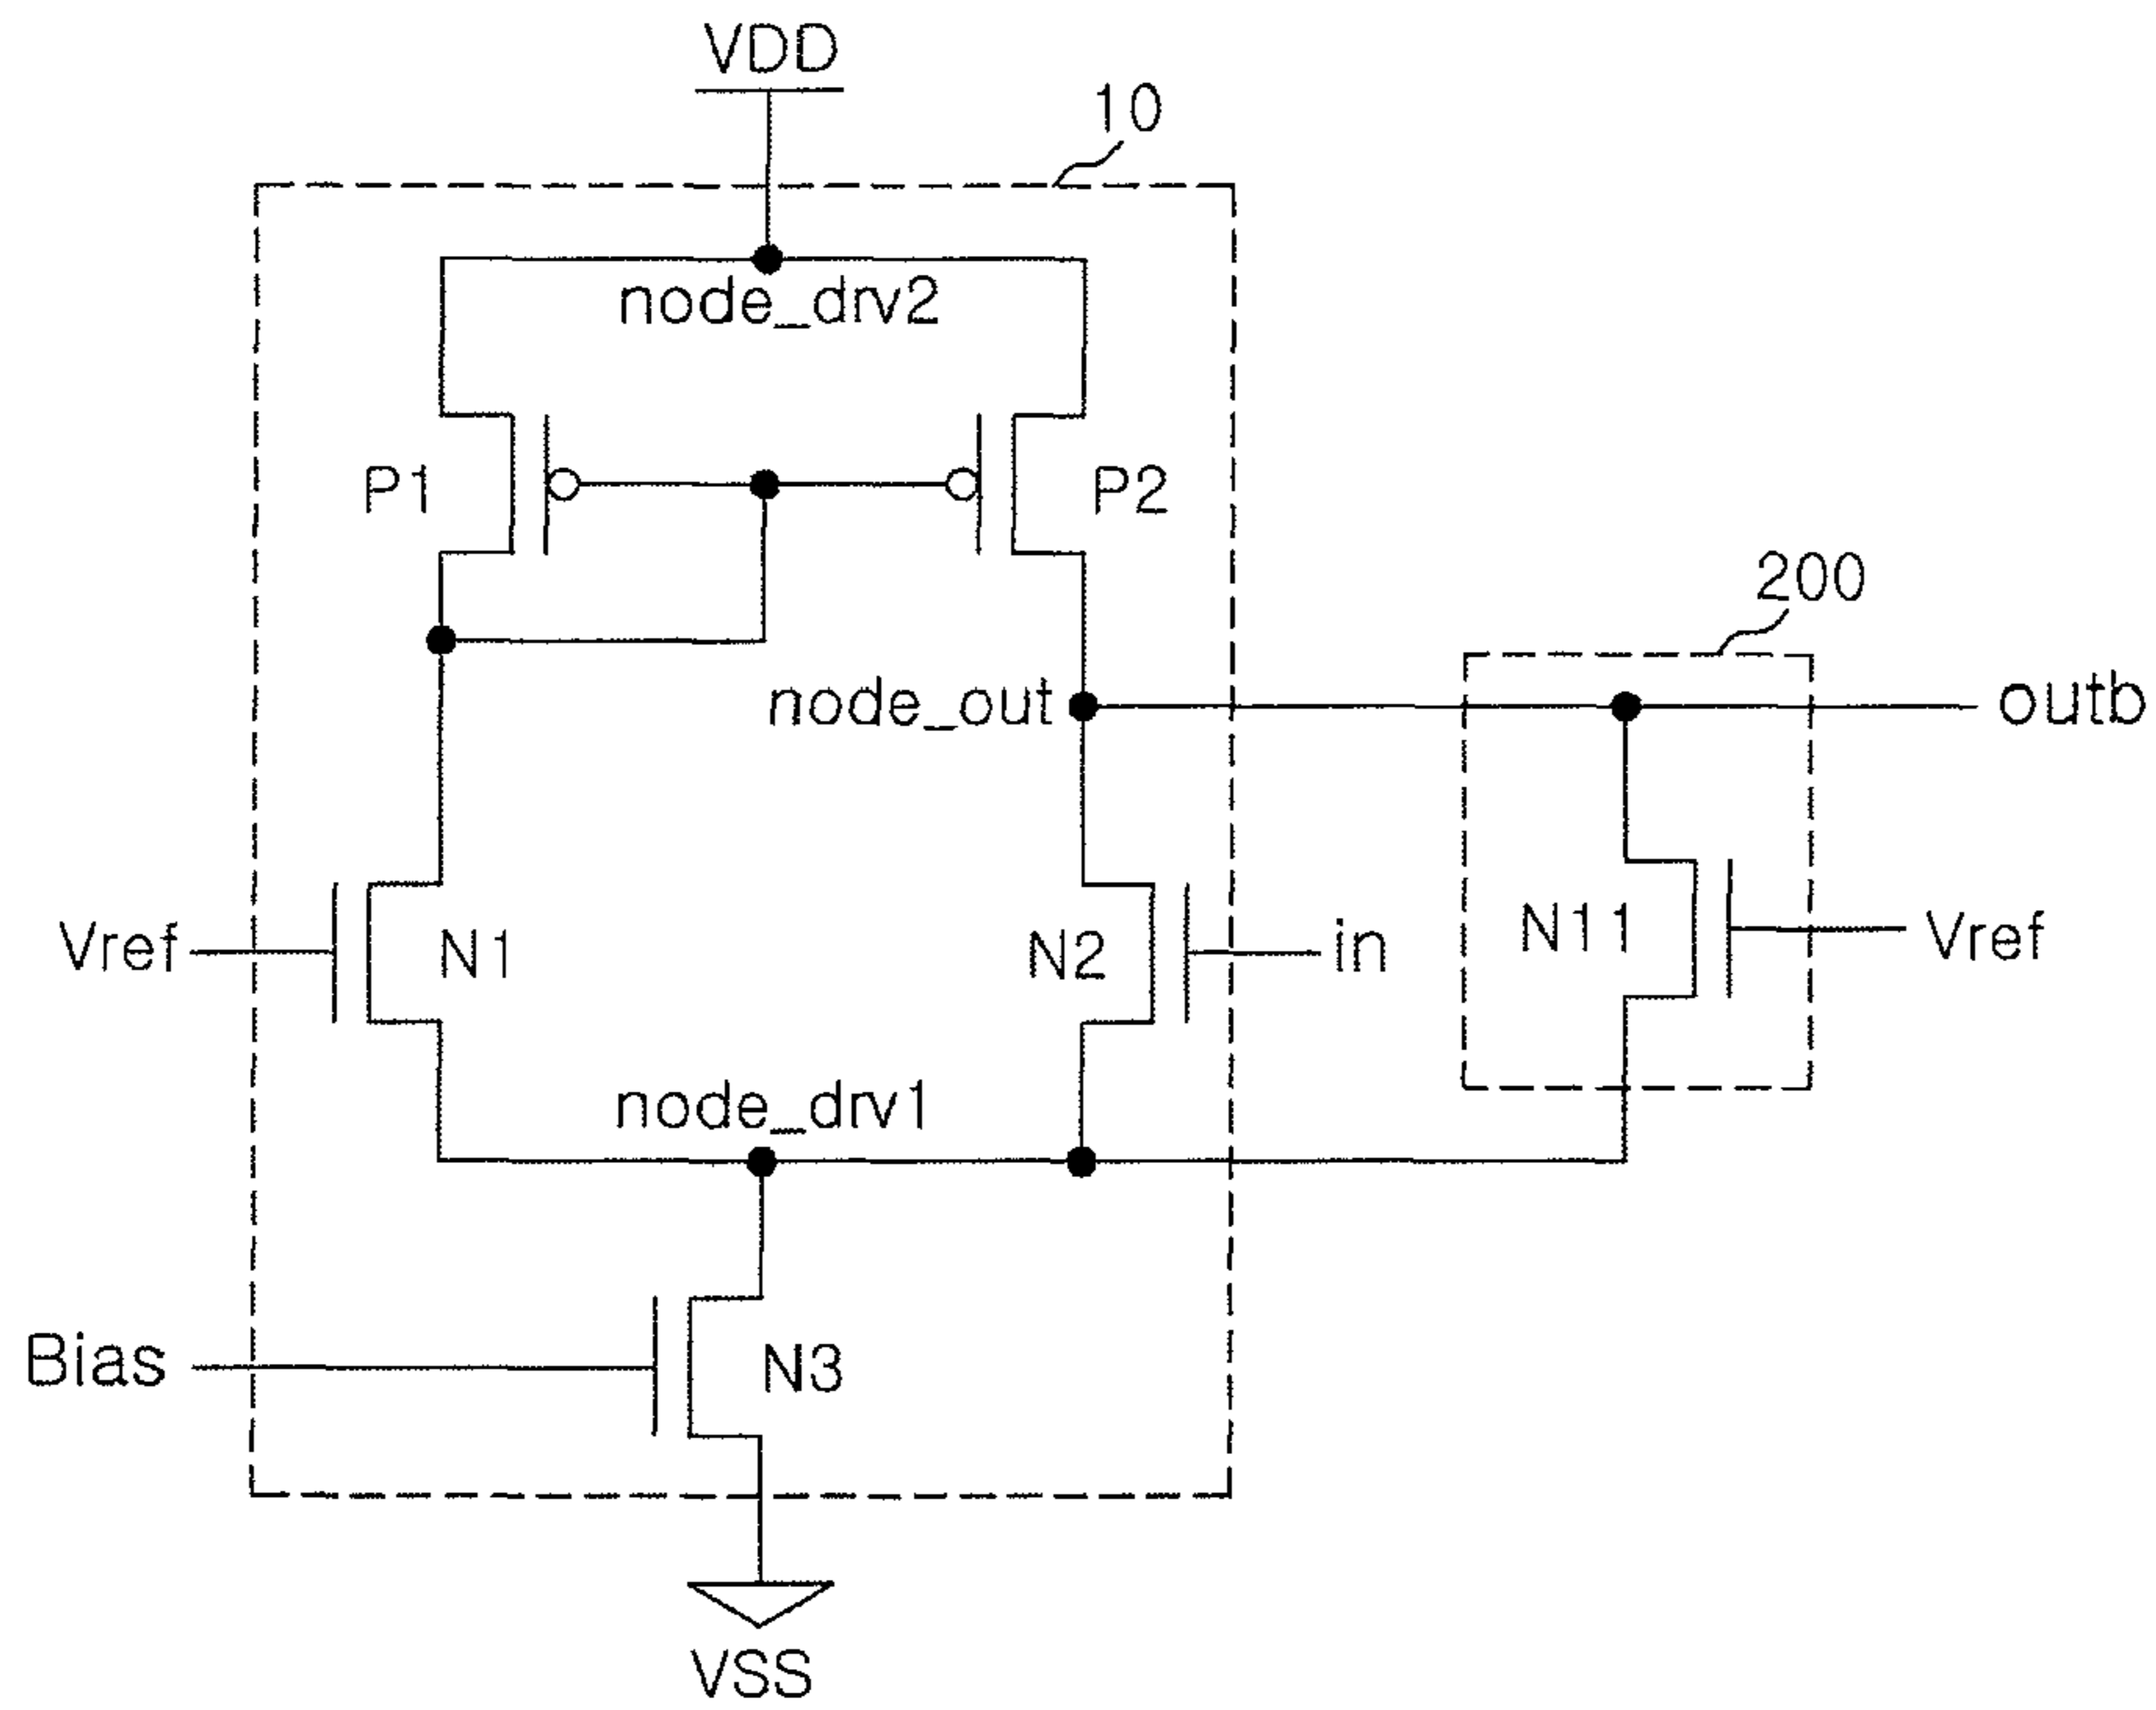 VDD
10
node_drv2
P1
P2
200
node_out
outb
Vref
N1
N2
in
N11
Vref
node_drv1
Bias
N3
VSS